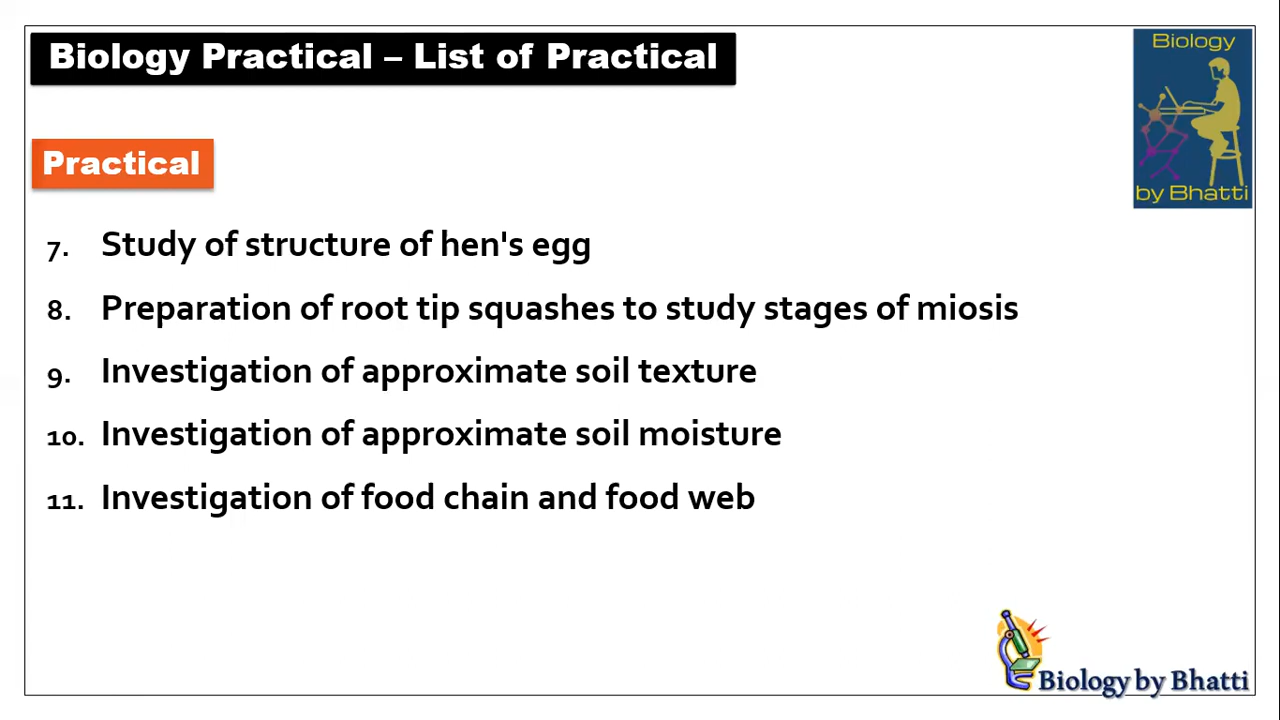 Biology Practical – List of Practical
Biology
by Bhatti
Practical
7. Study of structure of hen's egg
8. Preparation of root tip squashes to study stages of miosis
9. Investigation of approximate soil texture
10. Investigation of approximate soil moisture
11. Investigation of food chain and food web
Biology by Bhatti